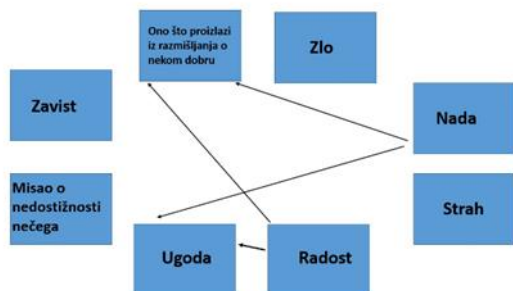 Ono što proizlazi
iz razmišljanja o
nekom dobru
Zlo
Zavist
Nada
Misao o
nedostižnosti
nečega
Strah
Ugoda
Radost